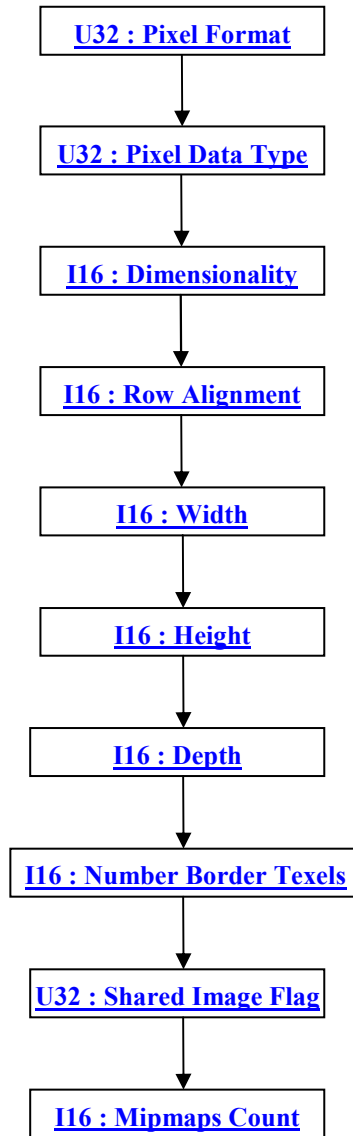 U32 : Pixel Format
U32 : Pixel Data Type
I16 : Dimensionality
I16 : Row Alignment
I16 : Width
I16 : Height
I16 : Depth
I16 : Number Border Texels
U32 : Shared Image Flag
I16 : Mipmaps Count